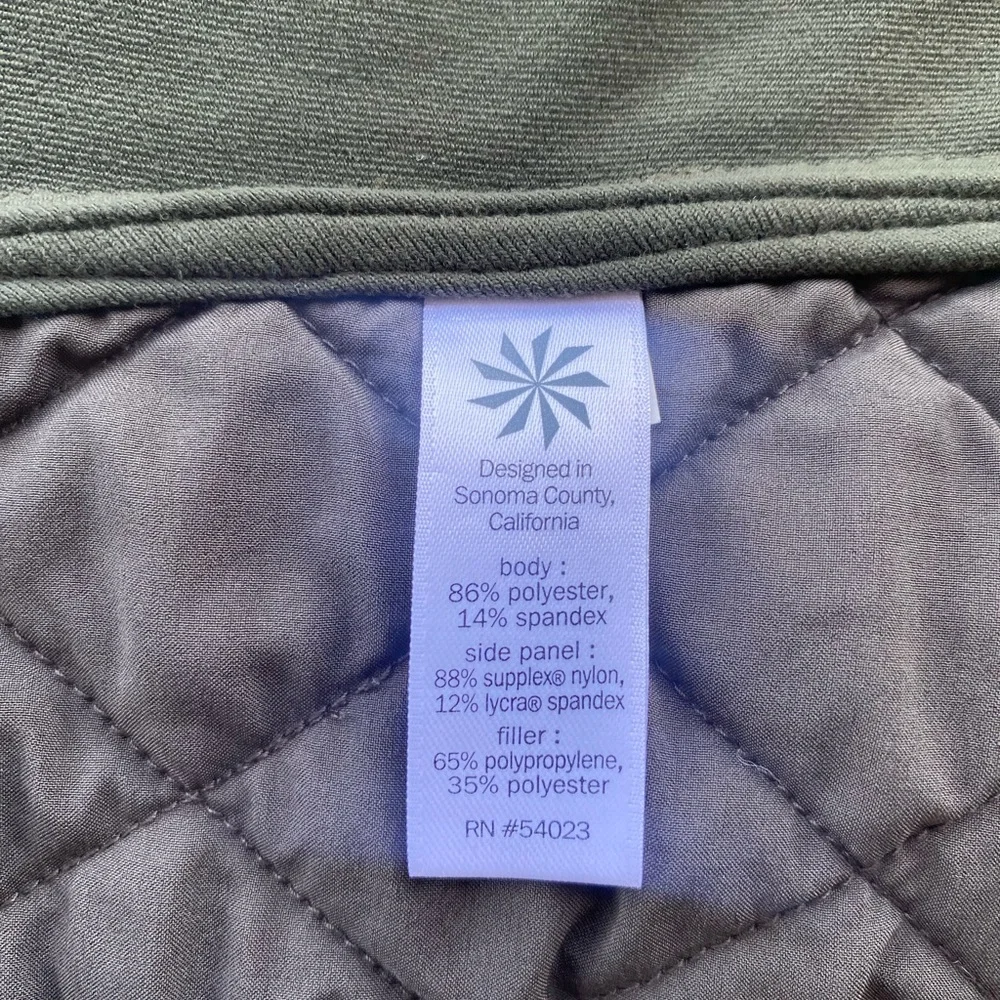 Designed in
Sonoma County,
California
body :
86% polyester,
14% spandex
side panel :
88% supplex® nylon,
12% lycra® spandex
filler :
65% polypropylene,
35% polyester
RN #54023